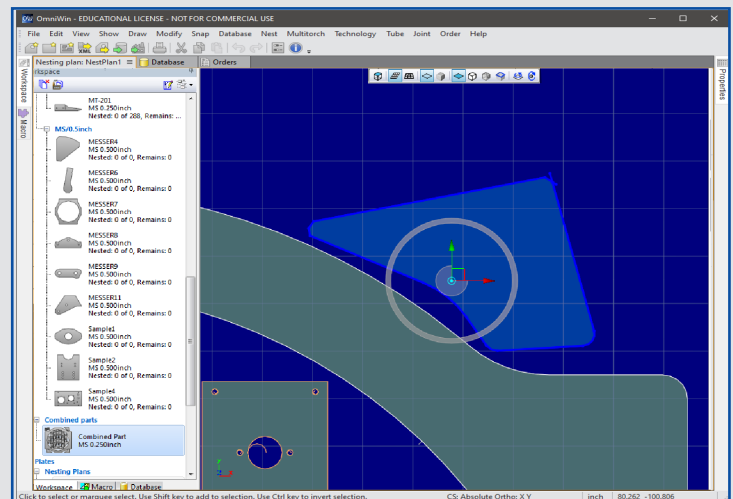 OmniWin - EDUCATIONAL LICENSE - NOT FOR COMMERCIAL USE
File Edit View Show Draw Modify Snap Database Nest Multitorch Technology Tube Joint Order Help
Nesting plan: NestPlan1 Database Orders
rkspace
Workspace
Macro
Properties
MT-201
MS 0.250inch
Nested: 0 of 288, Remains: ...
MS/0.5inch
MESSER4
MS 0.500inch
Nested: 0 of 0, Remains: 0
MESSER6
MS 0.500inch
Nested: 0 of 0, Remains: 0
MESSER7
MS 0.500inch
Nested: 0 of 0, Remains: 0
MESSER8
MS 0.500inch
Nested: 0 of 0, Remains: 0
MESSER9
MS 0.500inch
Nested: 0 of 0, Remains: 0
MESSER11
MS 0.500inch
Nested: 0 of 0, Remains: 0
Sample1
MS 0.500inch
Nested: 0 of 0, Remains: 0
Sample2
MS 0.500inch
Nested: 0 of 0, Remains: 0
Sample4
MS 0.500inch
Nested: 0 of 0, Remains: 0
Combined parts
Combined Part
MS 0.250inch
Plates
Nesting Plans
Workspace Macro Database
Click to select or marquee select. Use Shift key to add to selection. Use Ctrl key to invert selection. CS: Absolute Ortho: X Y inch 80.262 -100.806